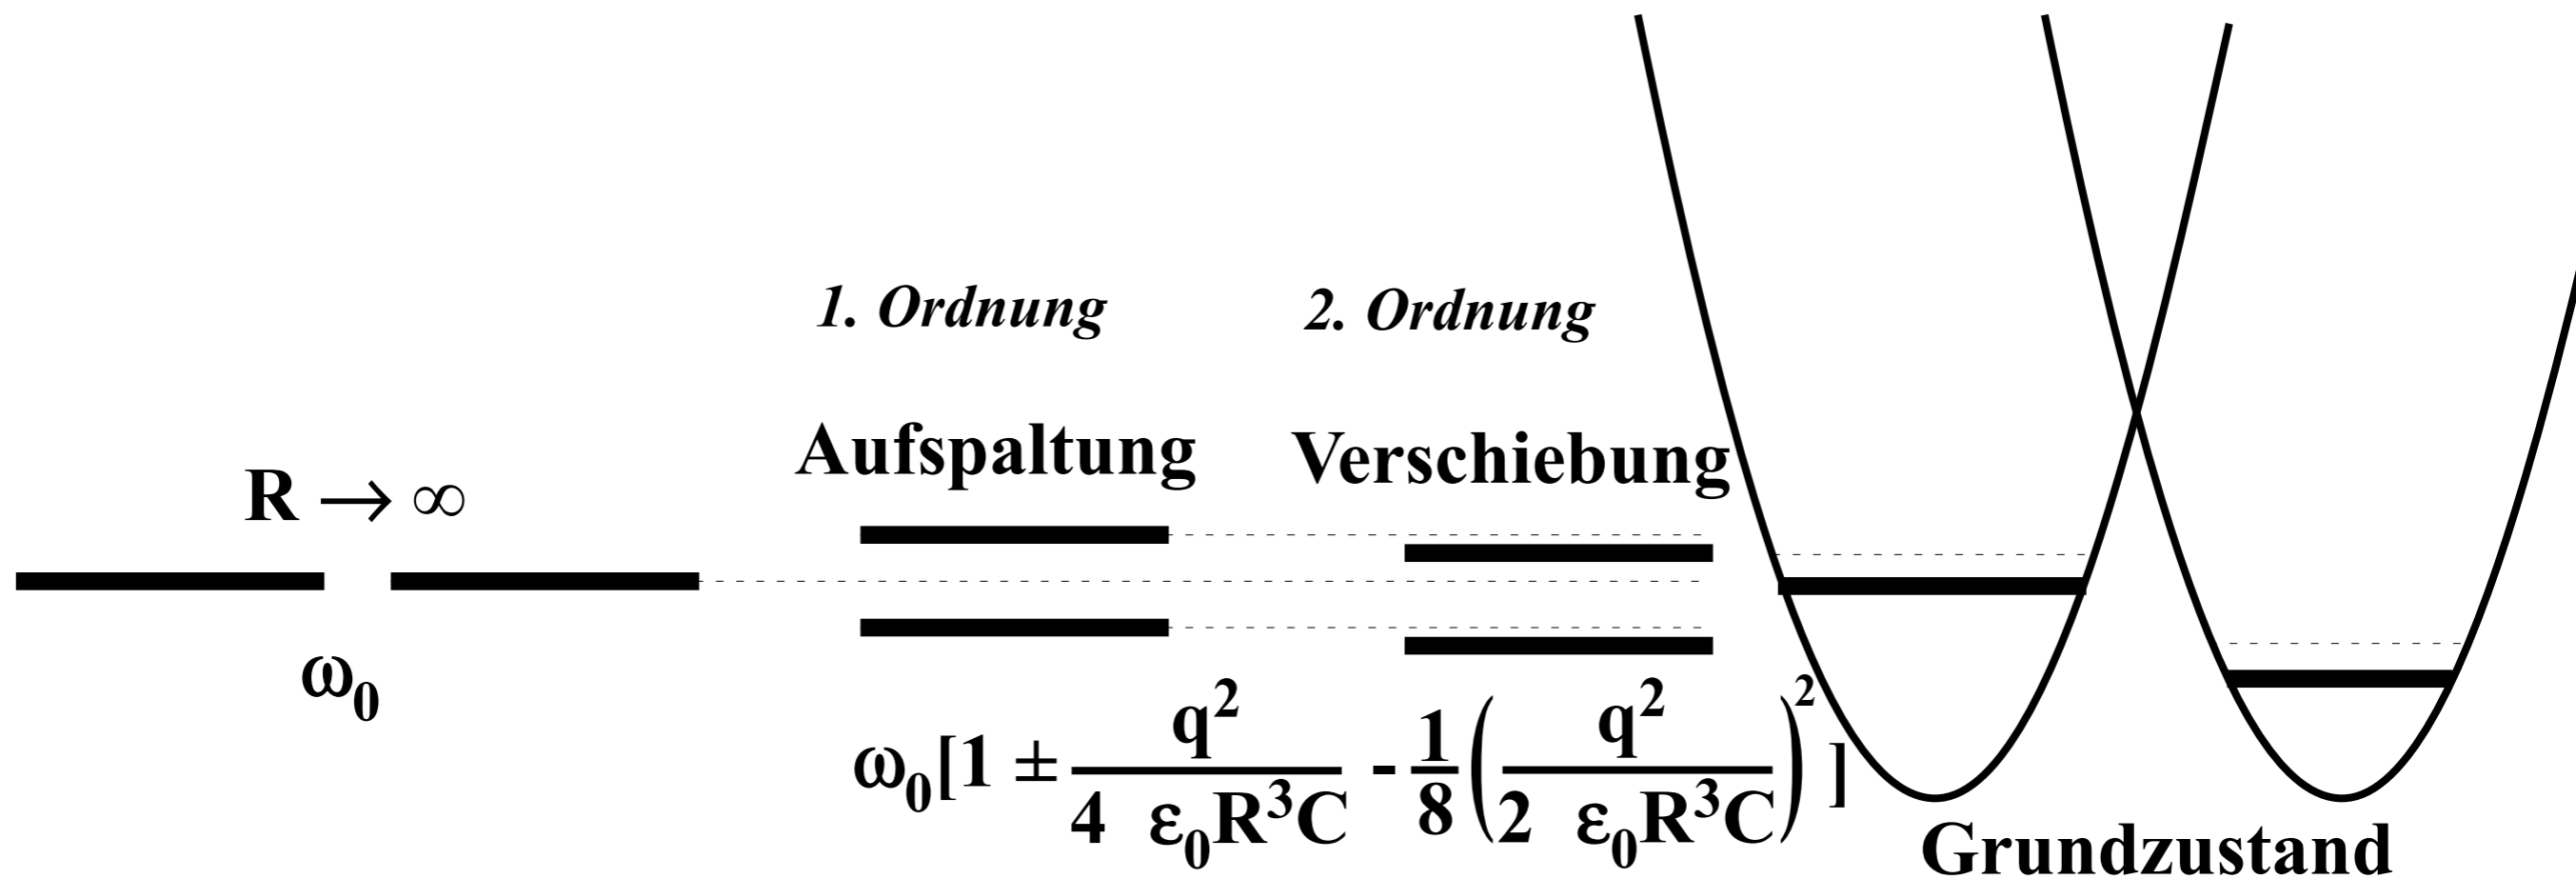 1. Ordnung
2. Ordnung
Aufspaltung
Verschiebung
R → ∞
ω₀
ω₀[1 ± q² / 4 ε₀R³C - 1/8 (q² / 2 ε₀R³C)²]
Grundzustand